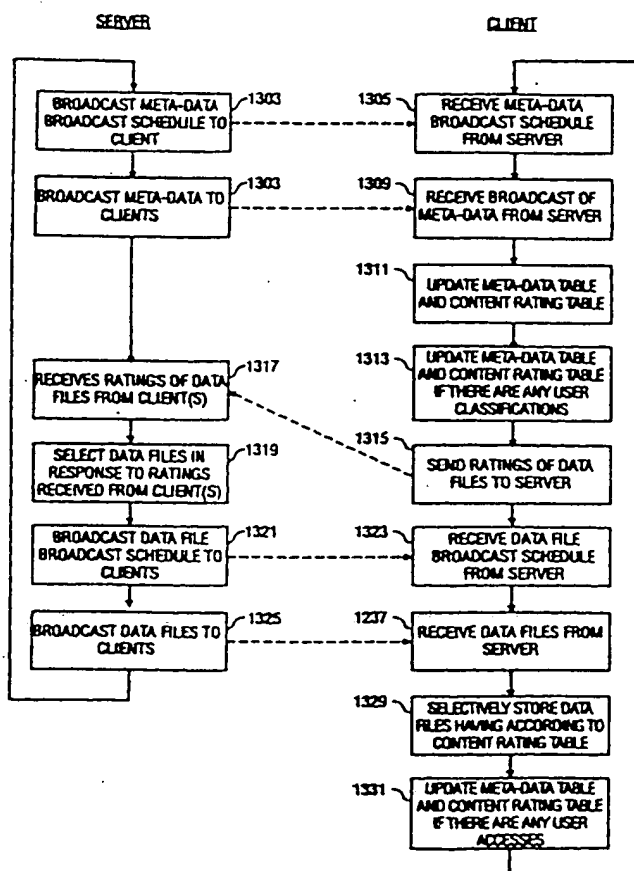 SERVER
CLIENT
1303
BROADCAST META-DATA
BROADCAST SCHEDULE TO
CLIENT
1305
RECEIVE META-DATA
BROADCAST SCHEDULE
FROM SERVER
1303
BROADCAST META-DATA TO
CLIENTS
1309
RECEIVE BROADCAST OF
META-DATA FROM SERVER
1311
UPDATE META-DATA TABLE
AND CONTENT RATING TABLE
1313
UPDATE META-DATA TABLE
AND CONTENT RATING TABLE
IF THERE ARE ANY USER
CLASSIFICATIONS
1317
RECEIVES RATINGS OF DATA
FILES FROM CLIENT(S)
1315
SEND RATINGS OF DATA
FILES TO SERVER
1319
SELECT DATA FILES IN
RESPONSE TO RATINGS
RECEIVED FROM CLIENT(S)
1321
BROADCAST DATA FILE
BROADCAST SCHEDULE TO
CLIENTS
1323
RECEIVE DATA FILE
BROADCAST SCHEDULE
FROM SERVER
1325
BROADCAST DATA FILES TO
CLIENTS
1237
RECEIVE DATA FILES FROM
SERVER
1329
SELECTIVELY STORE DATA
FILES HAVING ACCORDING TO
CONTENT RATING TABLE
1331
UPDATE META-DATA TABLE
AND CONTENT RATING TABLE
IF THERE ARE ANY USER
ACCESSES